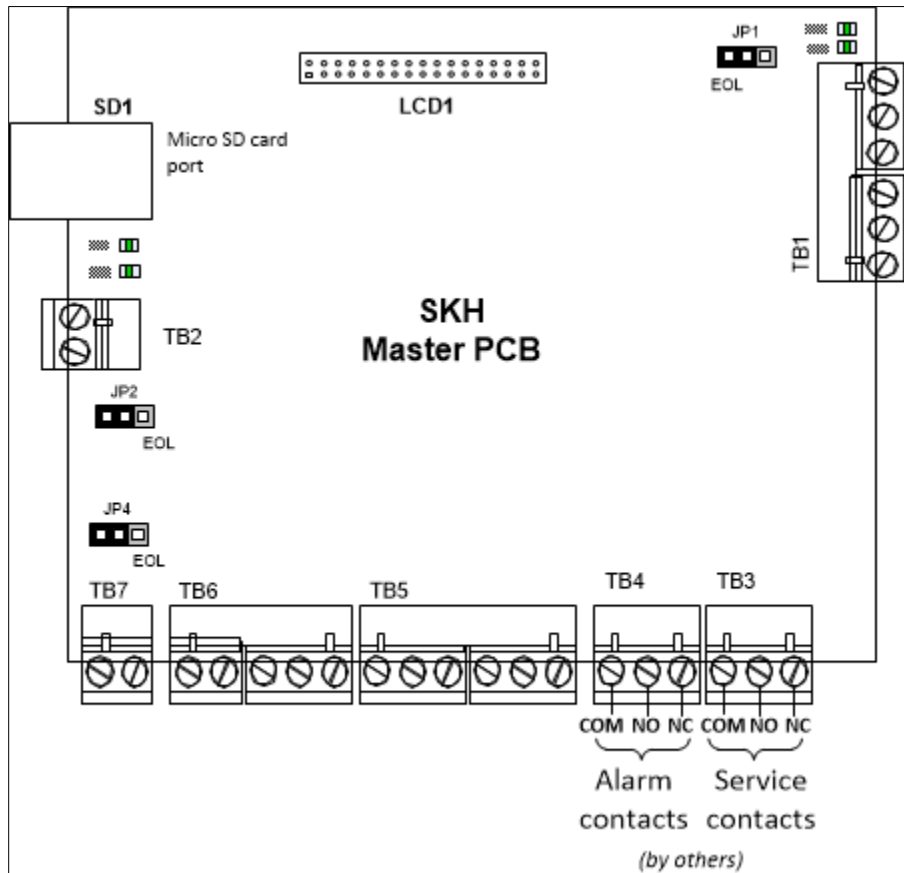 JP1
EOL
SD1
LCD1
Micro SD card
port
TB1
SKH
Master PCB
TB2
JP2
EOL
JP4
EOL
TB7 TB6 TB5 TB4 TB3
COM NO NC COM NO NC
Alarm Service
contacts contacts
(by others)